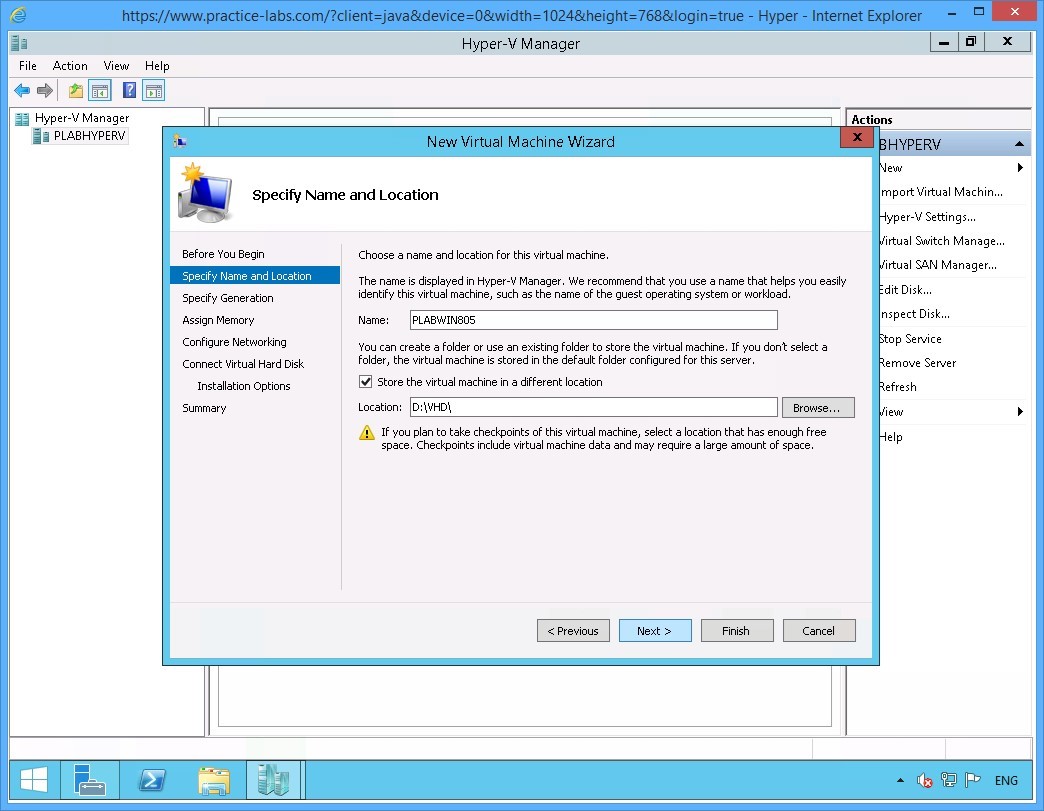 https://www.practice-labs.com/?client=java&device=0&width=1024&height=768&login=true - Hyper - Internet Explorer
Hyper-V Manager
File Action View Help
Hyper-V Manager
PLABHYPERV
Actions
BHYPERV
New
Import Virtual Machin...
Hyper-V Settings...
Virtual Switch Manage...
Virtual SAN Manager...
Edit Disk...
Inspect Disk...
Stop Service
Remove Server
Refresh
View
Help
New Virtual Machine Wizard
Specify Name and Location
Before You Begin
Specify Name and Location
Specify Generation
Assign Memory
Configure Networking
Connect Virtual Hard Disk
Installation Options
Summary
Choose a name and location for this virtual machine.
The name is displayed in Hyper-V Manager. We recommend that you use a name that helps you easily
identify this virtual machine, such as the name of the guest operating system or workload.
Name: PLABWIN805
You can create a folder or use an existing folder to store the virtual machine. If you don't select a
folder, the virtual machine is stored in the default folder configured for this server.
Store the virtual machine in a different location
Location: D:\VHD\ Browse...
If you plan to take checkpoints of this virtual machine, select a location that has enough free
space. Checkpoints include virtual machine data and may require a large amount of space.
< Previous Next > Finish Cancel
ENG